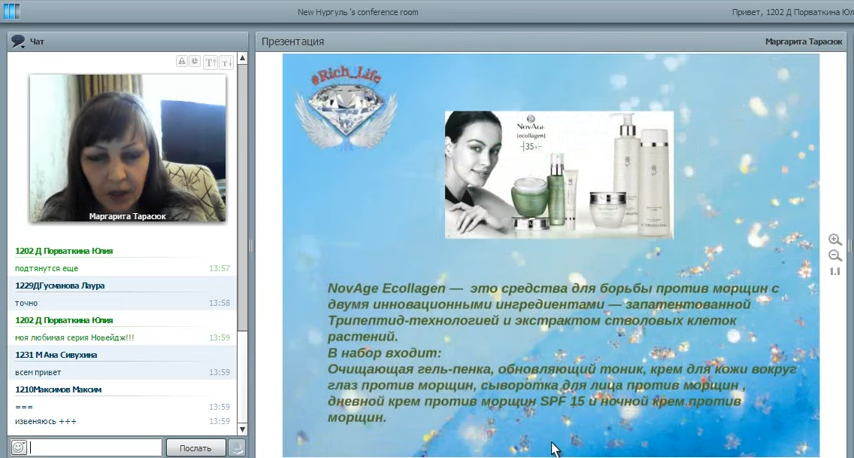 New Нургуль 's conference room
Привет, 1202 Д Порваткина Юл
Чат
Презентация
Маргарита Тарасюк
Маргарита Тарасюк
1202 Д Порваткина Юлия
подтянутся еще 13:57
1229ДГусманова Лаура
точно 13:58
1202 Д Порваткина Юлия
моя любимая серия Новейдж!!! 13:59
1231 М Ана Сивухина
всем привет 13:59
1210Максимов Максим
=== 13:59
извеняюсь +++ 13:59
Послать
@Rich_Life
NOVAGE
[ecollagen]
35+
NovAge Ecollagen — это средства для борьбы против морщин с
двумя инновационными ингредиентами — запатентованной
Трипептид-технологией и экстрактом стволовых клеток
растений.
В набор входит:
Очищающая гель-пенка, обновляющий тоник, крем для кожи вокруг
глаз против морщин, сыворотка для лица против морщин ,
дневной крем против морщин SPF 15 и ночной крем против
морщин.
1:1